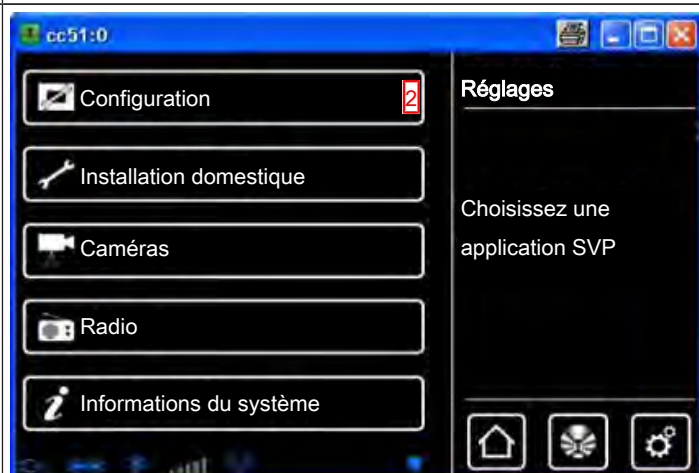 cc51:0
Configuration 2
Installation domestique
Caméras
Radio
Informations du système
Réglages
Choisissez une
application SVP